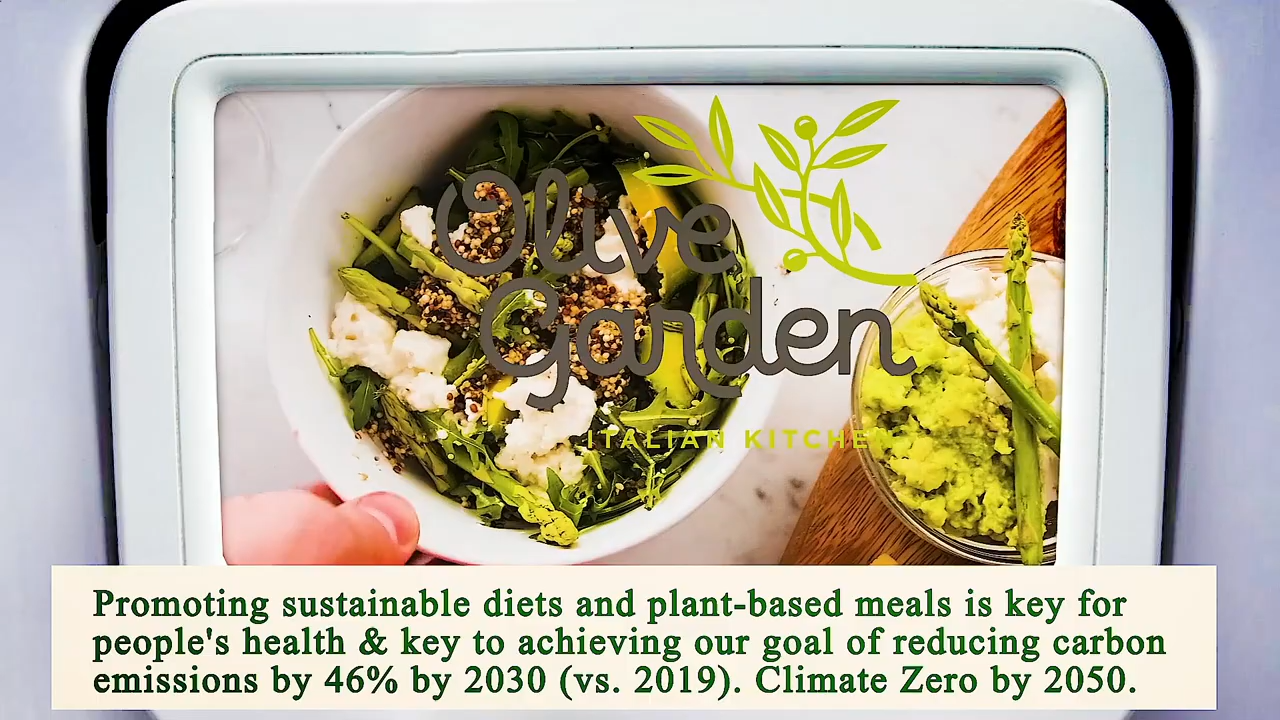 Olive
Garden
ITALIAN KITCHEN
Promoting sustainable diets and plant-based meals is key for
people's health & key to achieving our goal of reducing carbon
emissions by 46% by 2030 (vs. 2019). Climate Zero by 2050.